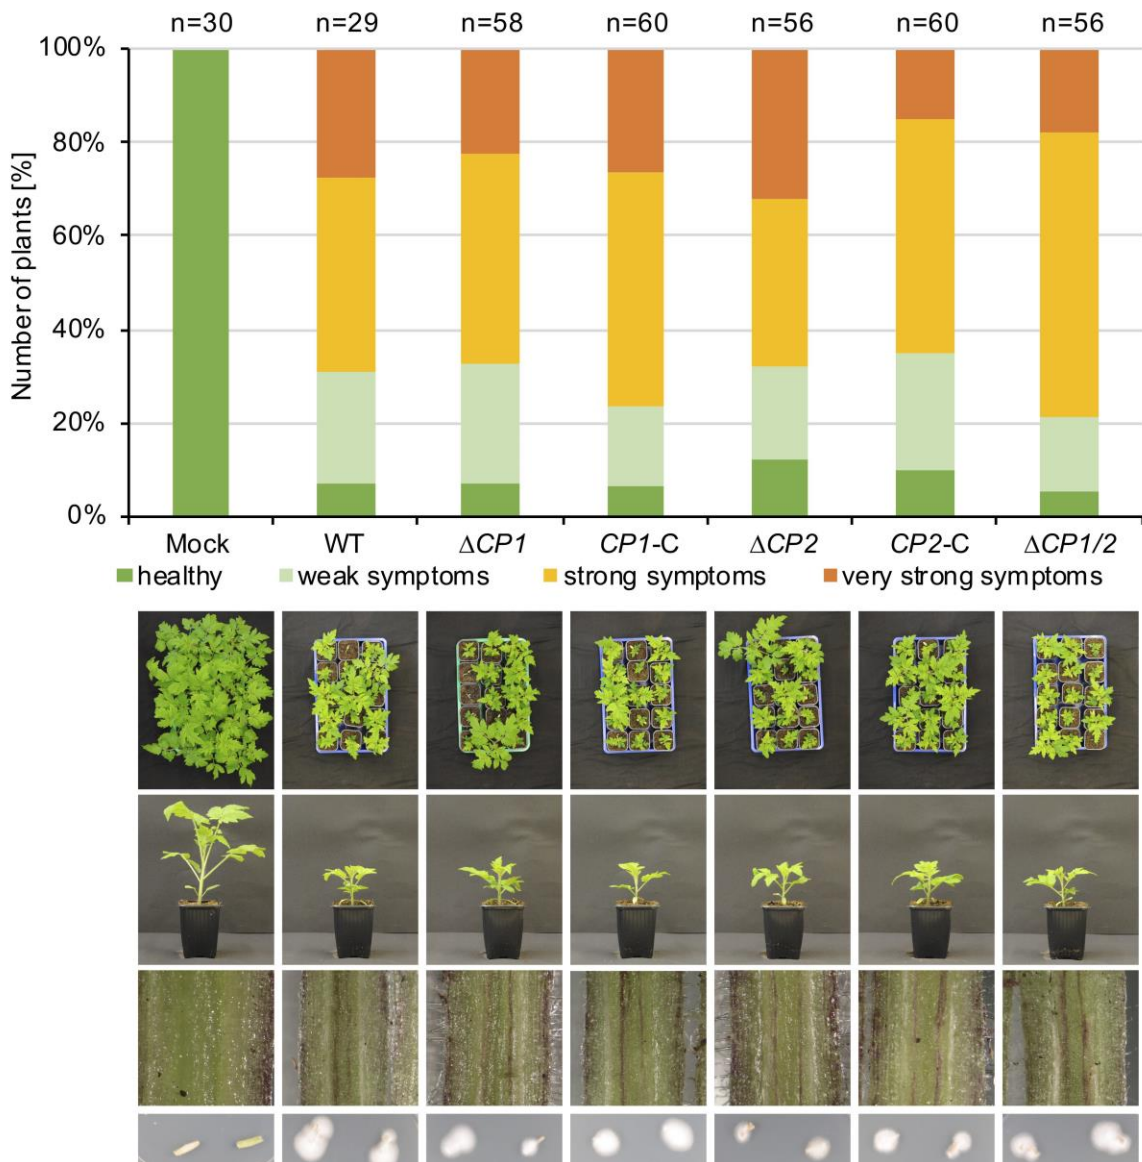 n=30 n=29 n=58 n=60 n=56 n=60 n=56
100%
80%
60%
40%
20%
0%
Number of plants [%]
Mock WT ΔCP1 CP1-C ΔCP2 CP2-C ΔCP1/2
healthy weak symptoms strong symptoms very strong symptoms